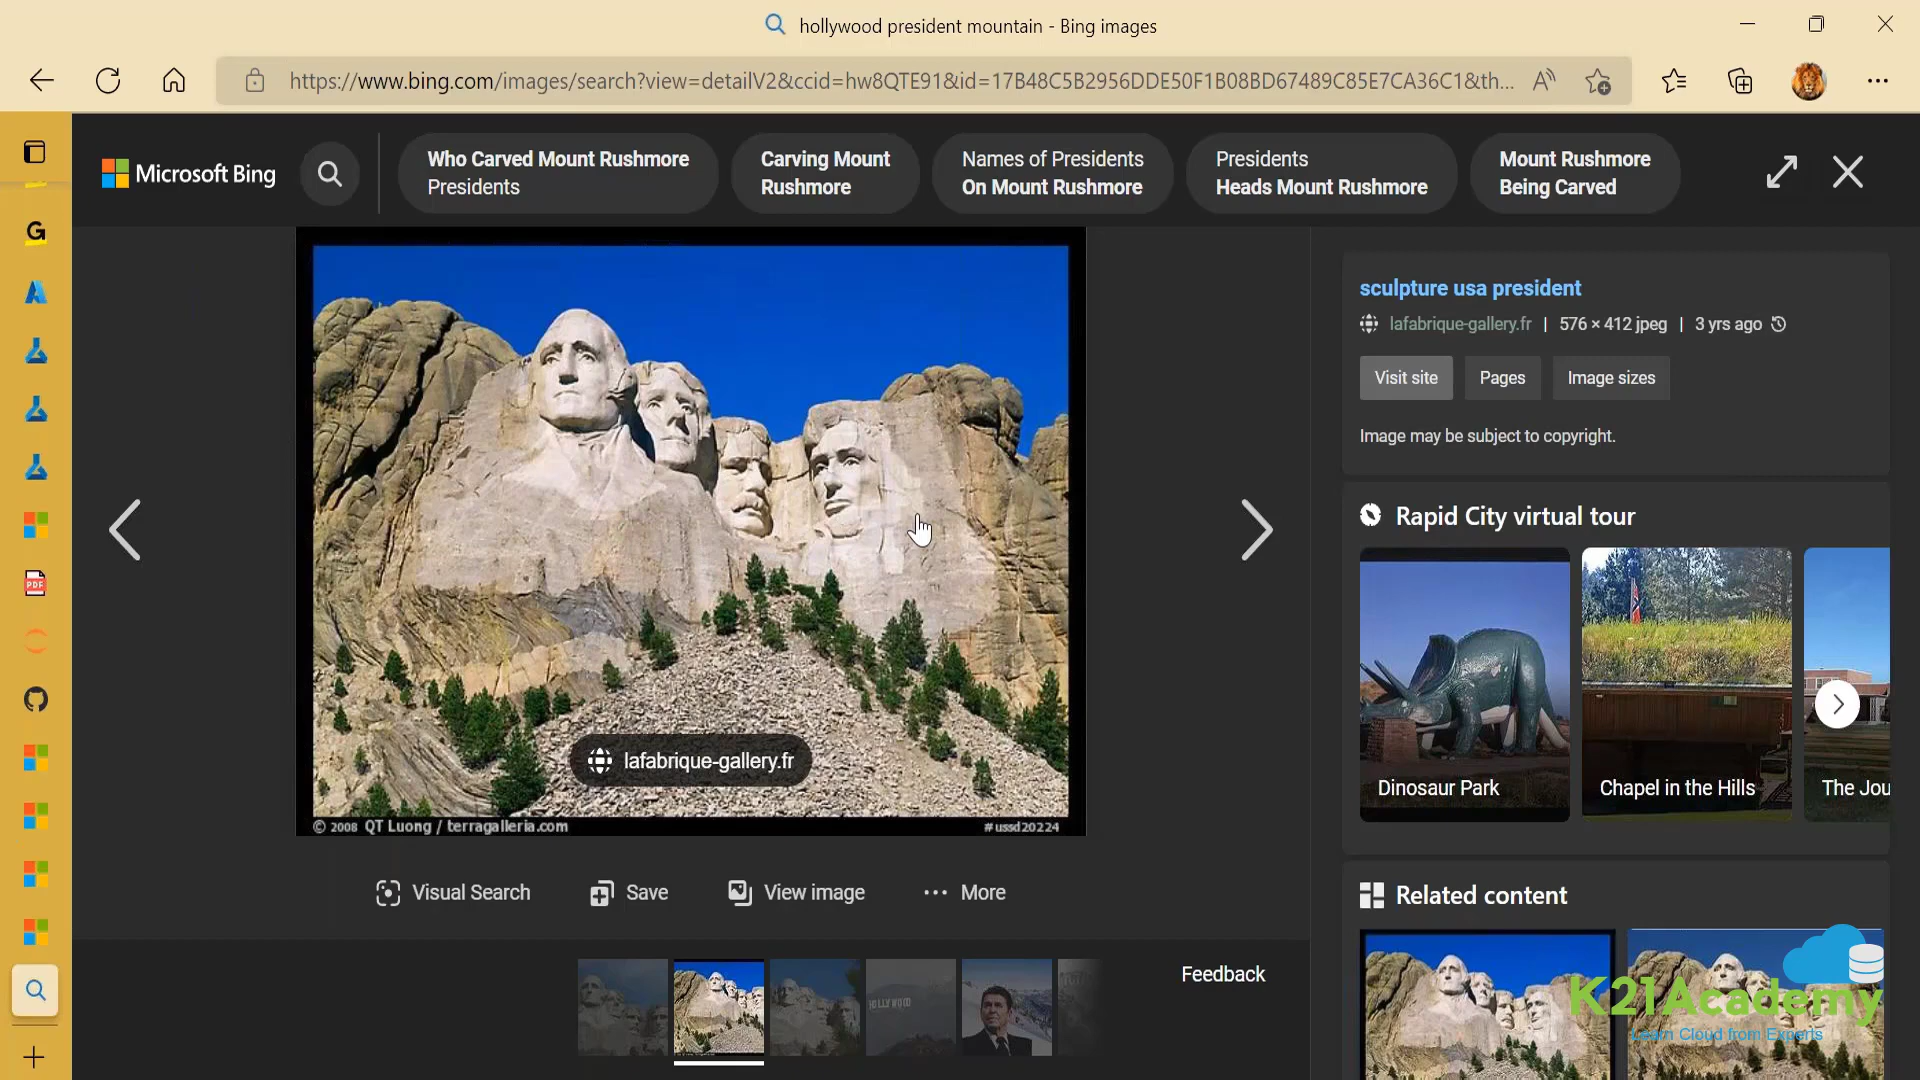 hollywood president mountain - Bing images
https://www.bing.com/images/search?view=detailV2&ccid=hw8QTE91&id=17B48C5B2956DDE50F1B08BD67489C85E7CA36C1&th...
Microsoft Bing
Who Carved Mount Rushmore
Presidents
Carving Mount
Rushmore
Names of Presidents
On Mount Rushmore
Presidents
Heads Mount Rushmore
Mount Rushmore
Being Carved
sculpture usa president
lafabrique-gallery.fr | 576 × 412 jpeg | 3 yrs ago
Visit site
Pages
Image sizes
Image may be subject to copyright.
Rapid City virtual tour
Dinosaur Park
Chapel in the Hills
The Jou
lafabrique-gallery.fr
© 2008 QT Luong / terragalleria.com
#ussd20224
Visual Search
Save
View image
More
Related content
Feedback
HOLLYWOOD
K21Academy
Learn Cloud from Experts
G
PDF